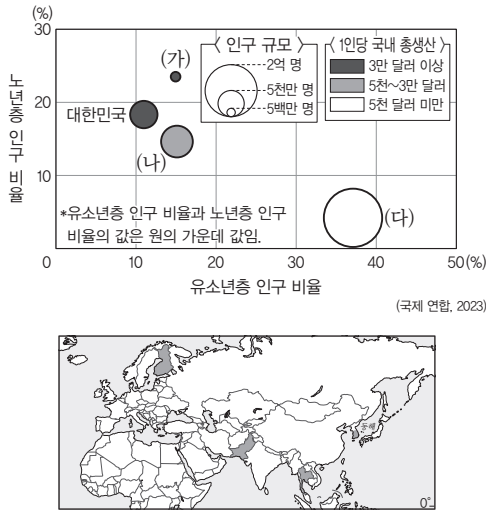 (%)
30
20
10
0
노년층 인구 비율
(가)
대한민국
(나)
(다)
〈 인구 규모 〉
2억 명
5천만 명
5백만 명
〈 1인당 국내 총생산 〉
3만 달러 이상
5천~3만 달러
5천 달러 미만
*유소년층 인구 비율과 노년층 인구
비율의 값은 원의 가운데 값임.
10 20 30 40 50(%)
유소년층 인구 비율
(국제 연합, 2023)
동해
0°